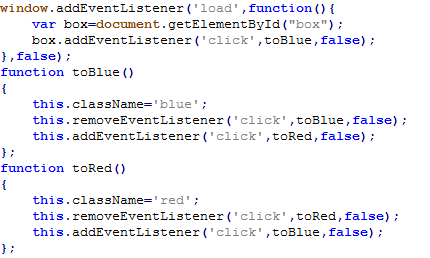 window.addEventListener('load',function(){
    var box=document.getElementById("box");
    box.addEventListener('click',toBlue,false);
},false);
function toBlue()
{
    this.className='blue';
    this.removeEventListener('click',toBlue,false);
    this.addEventListener('click',toRed,false);
};
function toRed()
{
    this.className='red';
    this.removeEventListener('click',toRed,false);
    this.addEventListener('click',toBlue,false);
};